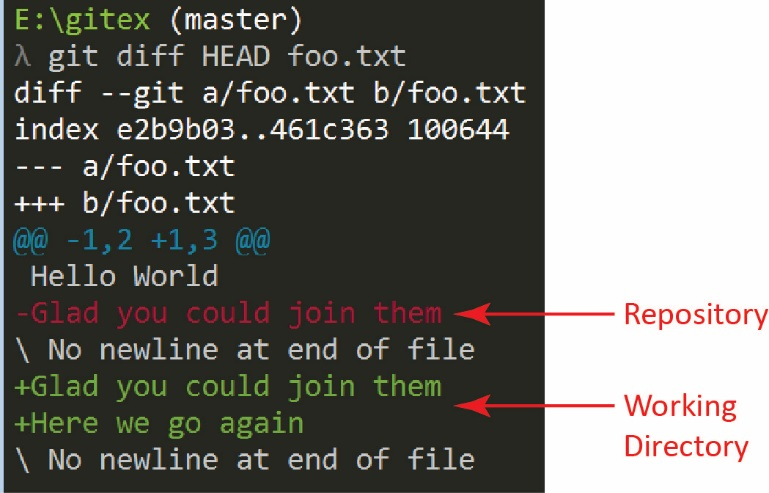 E:\gitex (master)
λ git diff HEAD foo.txt
diff --git a/foo.txt b/foo.txt
index e2b9b03..461c363 100644
--- a/foo.txt
+++ b/foo.txt
@@ -1,2 +1,3 @@
 Hello World
-Glad you could join them
Repository
\ No newline at end of file
+Glad you could join them
+Here we go again
Working
Directory
\ No newline at end of file